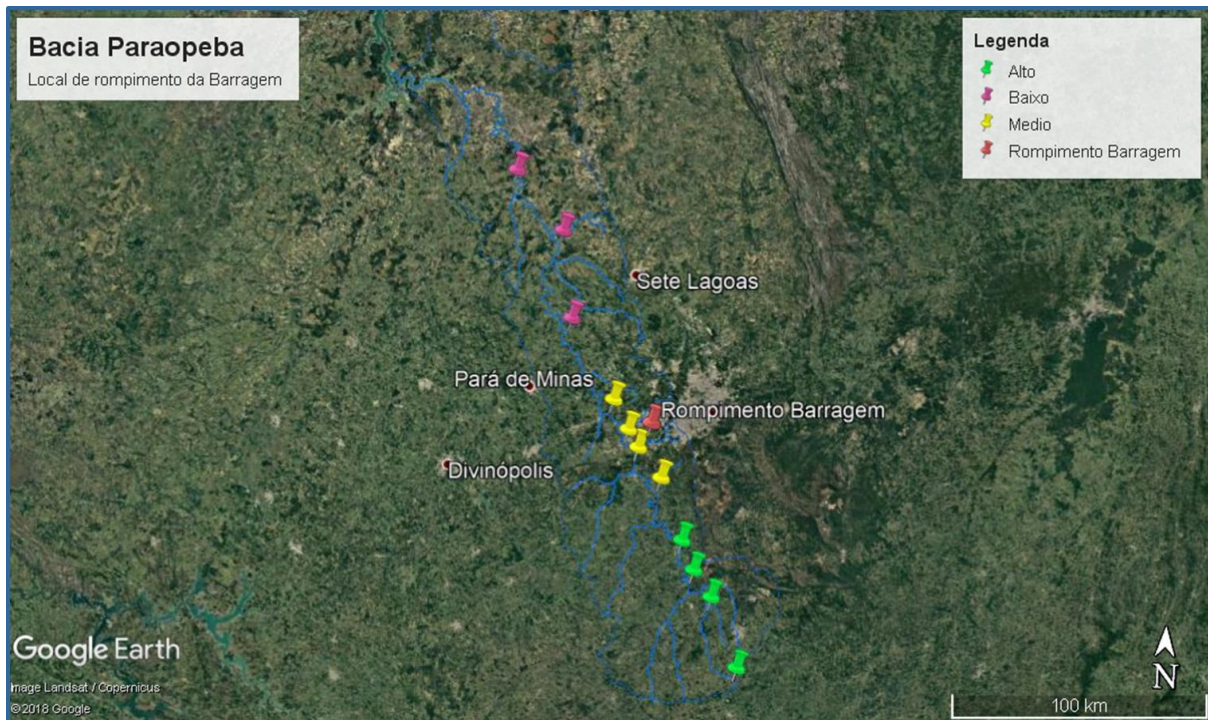 Bacia Paraopeba
Local de rompimento da Barragem
Legenda
Alto
Baixo
Medio
Rompimento Barragem
Sete Lagoas
Pará de Minas
Rompimento Barragem
Divinópolis
Google Earth
Image Landsat / Copernicus
©2018 Google
N
100 km